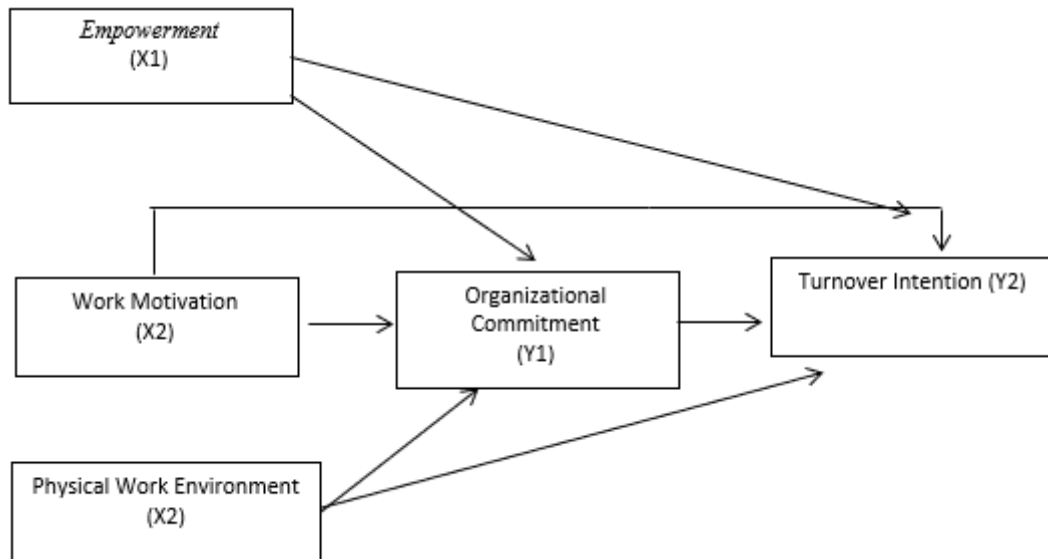 Empowerment
(X1)
Work Motivation
(X2)
Organizational
Commitment
(Y1)
Turnover Intention (Y2)
Physical Work Environment
(X2)